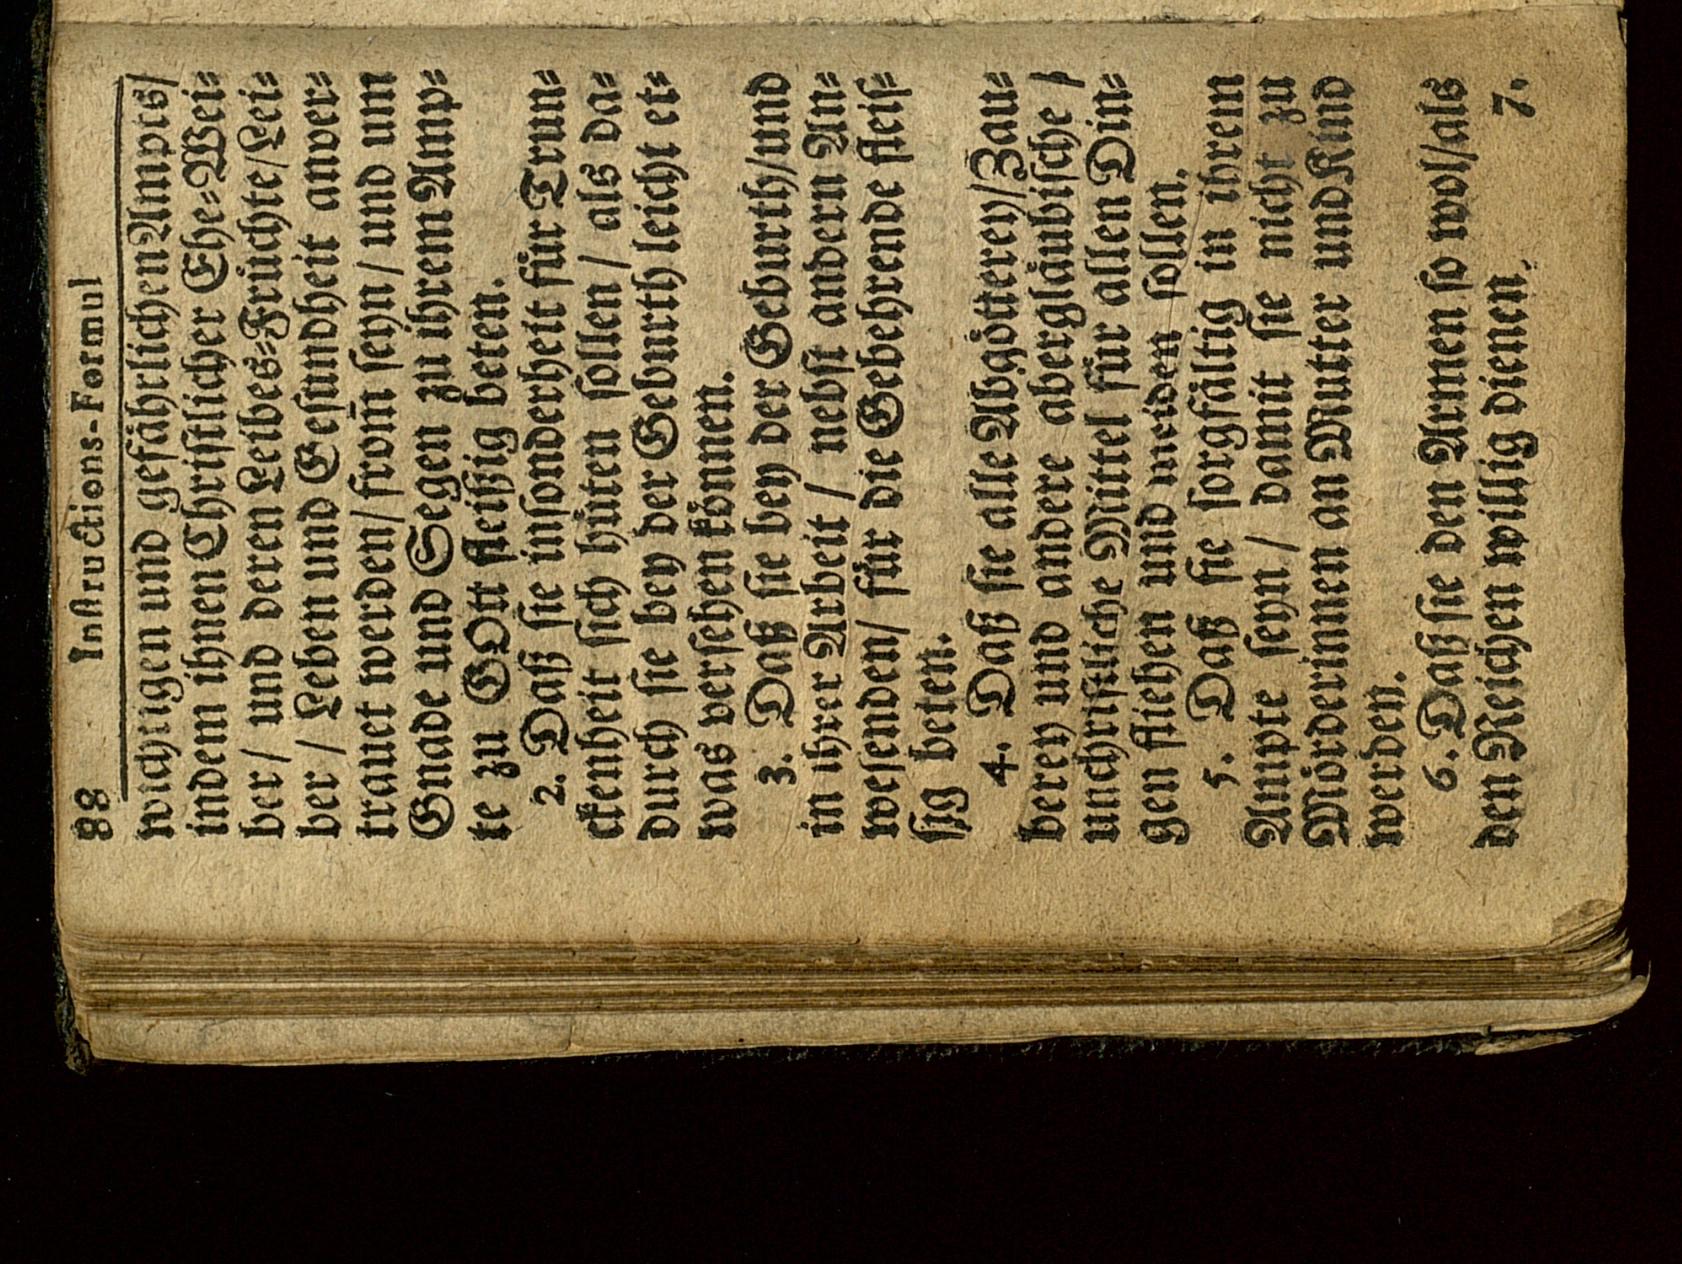 88 Instructions-Formul
wichtigen und gefährlichen Ampts/
indem ihnen Christlicher Ehe⸗Wei⸗
ber/ und deren Leibes⸗Früchte/Lei⸗
ber / Leben und Gesundheit anver⸗
trauet werden/ from̃ seyn/ und um
Gnade und Segen zu ihrem Amp⸗
te zu GOtt fleißig beten.
2. Daß sie insonderheit für Trun⸗
ckenheit sich hüten sollen / als da⸗
durch sie bey der Geburth leicht et⸗
was versehen können.
3. Daß sie bey der Geburth/und
in ihrer Arbeit / nebst andern An⸗
wesenden/ für die Gebehrende fleis⸗
sig beten.
4. Daß sie alle Abgötterey/Zau⸗
berey und andere abergläubische /
unchristliche Mittel für allen Din⸗
gen fliehen und meiden sollen.
5. Daß sie sorgfältig in ihren
Ampte seyn / damit sie nicht zu
Mörderinnen an Mutter und Kind
werden.
6. Daß sie den Armen so wol/als
den Reichen willig dienen.
7.